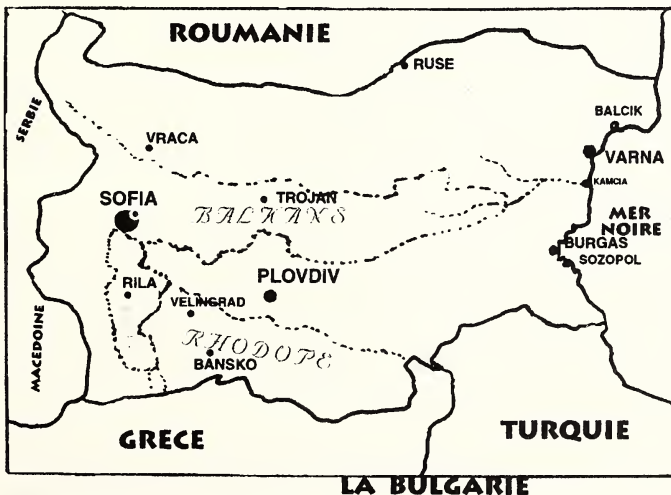 ROUMANIE
RUSE
SERBIE
BALCIK
VRACA
VARNA
KAMCIA
SOFIA
TROJAN
BALKANS
MER
NOIRE
BURGAS
SOZOPOL
PLOVDIV
RILA
VELINGRAD
RHODOPE
BANSKO
MACEDOINE
GRECE
TURQUIE
LA BULGARIE